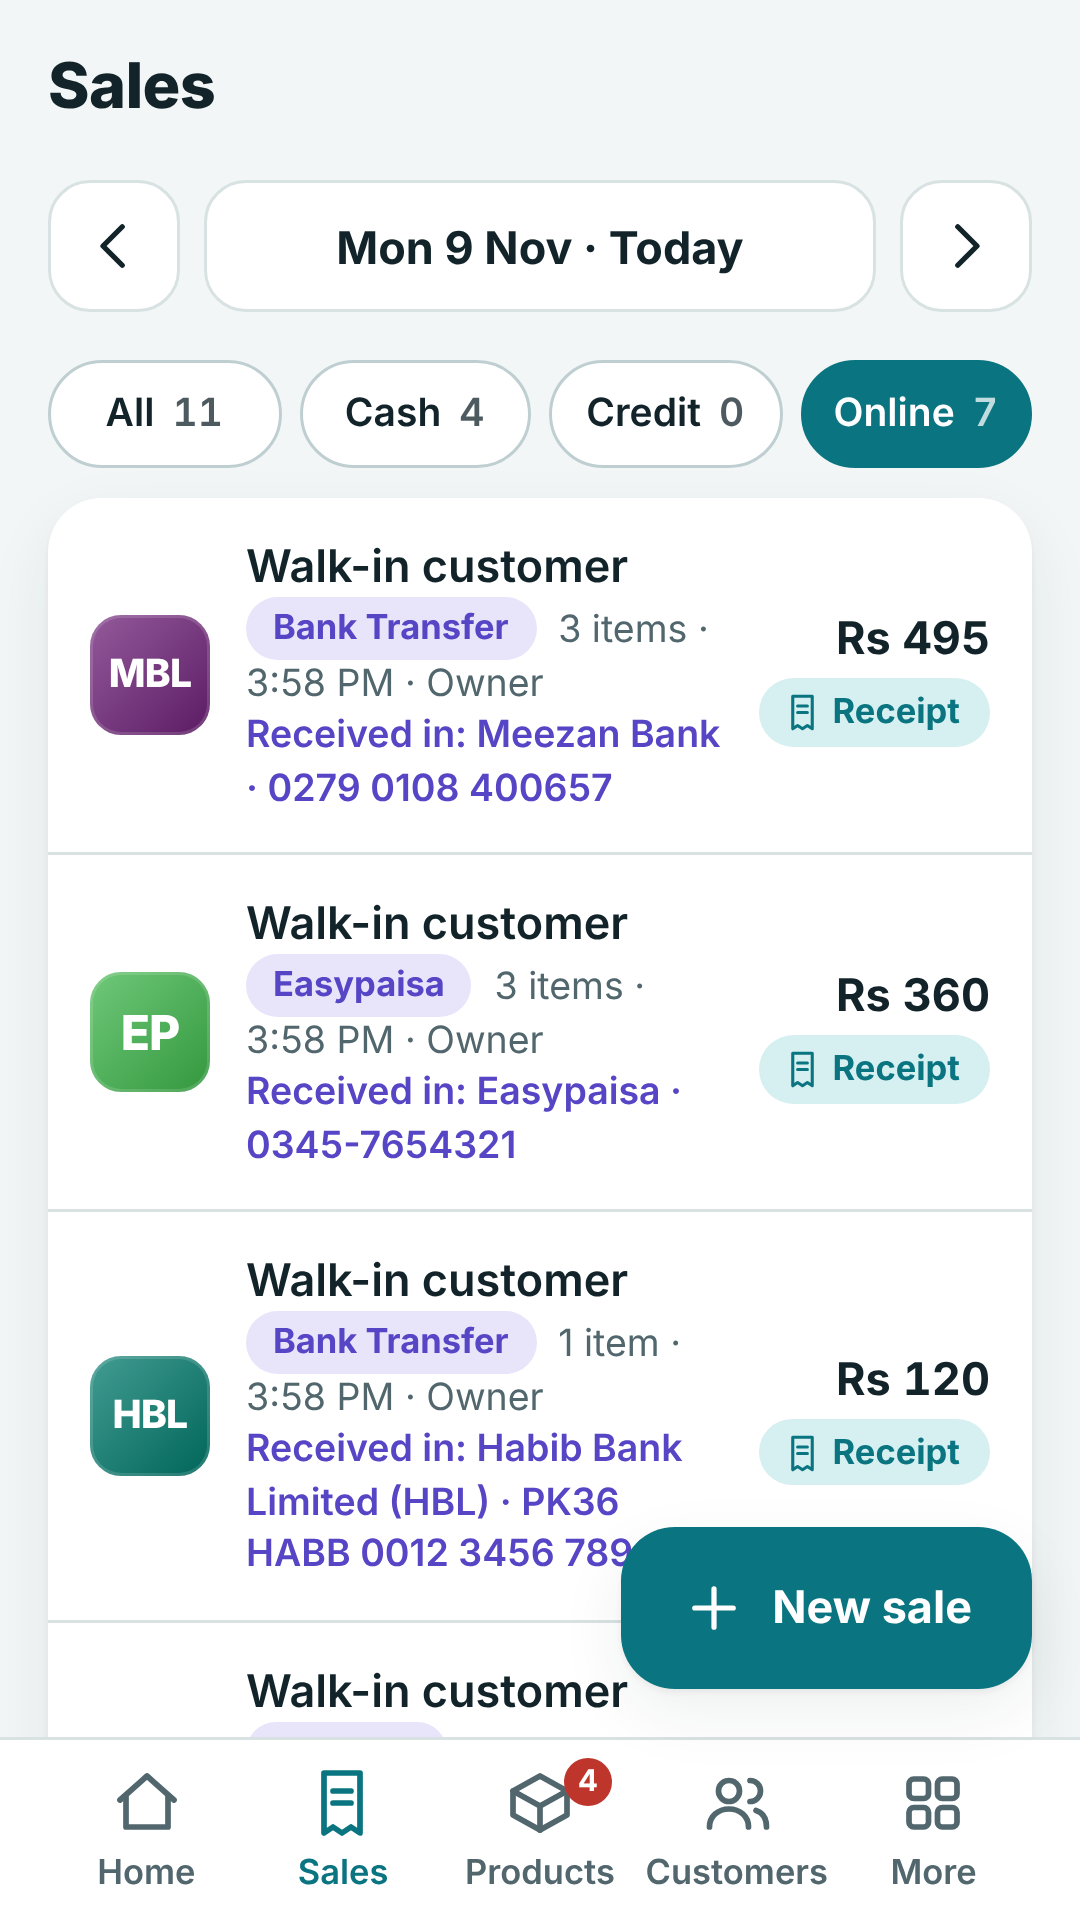 Sales
Mon 9 Nov · Today
All 11
Cash 4
Credit 0
Online 7
Walk-in customer
MBL
Bank Transfer 3 items ·
3:58 PM · Owner
Received in: Meezan Bank
· 0279 0108 400657
Rs 495
Receipt
Walk-in customer
EP
Easypaisa 3 items ·
3:58 PM · Owner
Received in: Easypaisa ·
0345-7654321
Rs 360
Receipt
Walk-in customer
HBL
Bank Transfer 1 item ·
3:58 PM · Owner
Received in: Habib Bank
Limited (HBL) · PK36
HABB 0012 3456 789
Rs 120
Receipt
New sale
Walk-in customer
4
Home
Sales
Products
Customers
More